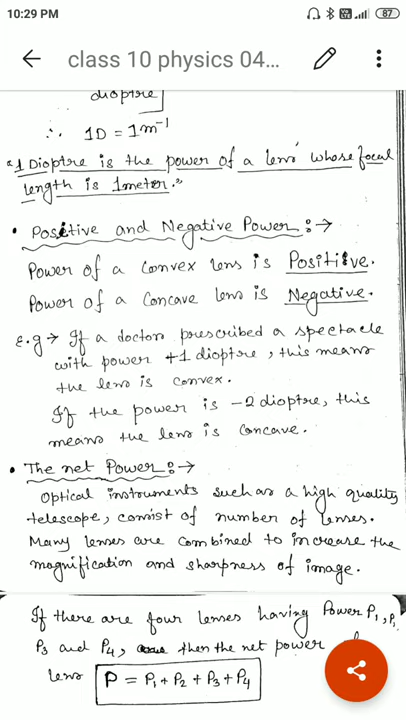 10:29 PM
87
class 10 physics 04...
dioptre
∴ 1D = 1m⁻¹
"1 Dioptre is the power of a lens whose focal
length is 1meter."
• Positive and Negative Power :→
Power of a convex lens is Positive.
Power of a concave lens is Negative.
E.g → If a doctor prescribed a spectacle
with power +1 dioptre, this means
the lens is convex.
If the power is -2 dioptre, this
means the lens is concave.
• The net Power :→
Optical instruments such as a high quality
telescope, consist of number of lenses.
Many lenses are combined to increase the
magnification and sharpness of image.
If there are four lenses having Power P₁, P₂,
P₃ and P₄, then the net power
lens P = P₁ + P₂ + P₃ + P₄